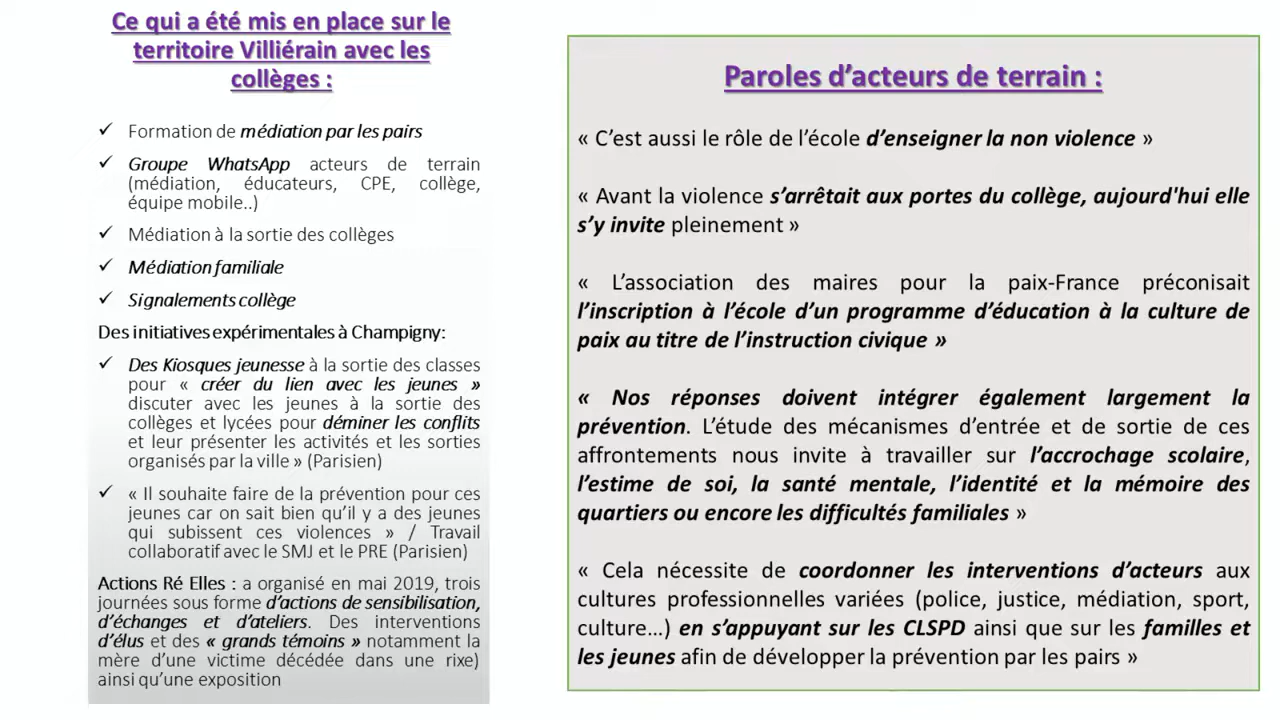 Ce qui a été mis en place sur le
territoire Villiérain avec les
collèges :
✓ Formation de médiation par les pairs
✓ Groupe WhatsApp acteurs de terrain
(médiation, éducateurs, CPE, collège,
équipe mobile..)
✓ Médiation à la sortie des collèges
✓ Médiation familiale
✓ Signalements collège
Des initiatives expérimentales à Champigny:
✓ Des Kiosques jeunesse à la sortie des classes
pour « créer du lien avec les jeunes »
discuter avec les jeunes à la sortie des
collèges et lycées pour déminer les conflits
et leur présenter les activités et les sorties
organisés par la ville » (Parisien)
✓ « Il souhaite faire de la prévention pour ces
jeunes car on sait bien qu'il y a des jeunes
qui subissent ces violences » / Travail
collaboratif avec le SMJ et le PRE (Parisien)
Actions Ré Elles : a organisé en mai 2019, trois
journées sous forme d'actions de sensibilisation,
d'échanges et d'ateliers. Des interventions
d'élus et des « grands témoins » notamment la
mère d'une victime décédée dans une rixe)
ainsi qu'une exposition
Paroles d'acteurs de terrain :
« C'est aussi le rôle de l'école d'enseigner la non violence »
« Avant la violence s'arrêtait aux portes du collège, aujourd'hui elle
s'y invite pleinement »
« L'association des maires pour la paix-France préconisait
l'inscription à l'école d'un programme d'éducation à la culture de
paix au titre de l'instruction civique »
« Nos réponses doivent intégrer également largement la
prévention. L'étude des mécanismes d'entrée et de sortie de ces
affrontements nous invite à travailler sur l'accrochage scolaire,
l'estime de soi, la santé mentale, l'identité et la mémoire des
quartiers ou encore les difficultés familiales »
« Cela nécessite de coordonner les interventions d'acteurs aux
cultures professionnelles variées (police, justice, médiation, sport,
culture…) en s'appuyant sur les CLSPD ainsi que sur les familles et
les jeunes afin de développer la prévention par les pairs »